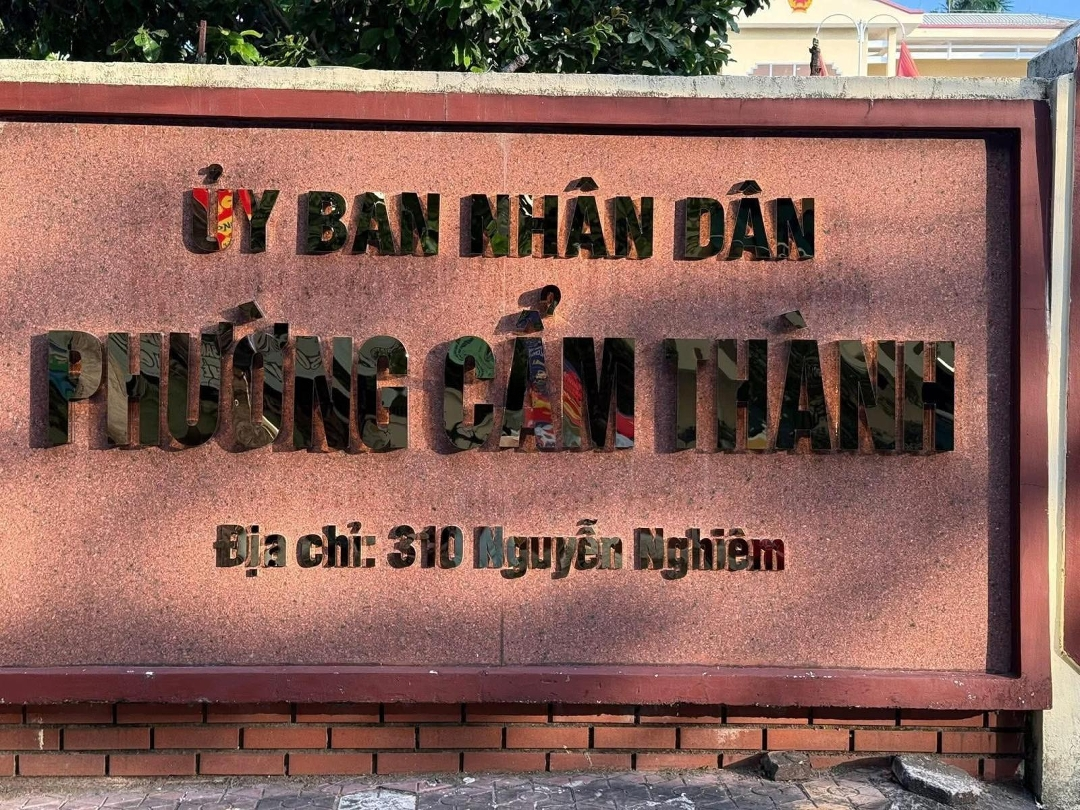 ỦY BAN NHÂN DÂN
PHƯỜNG CẨM THÀNH
Địa chỉ: 310 Nguyễn Nghiêm